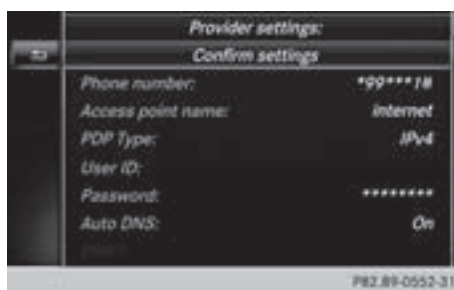 Provider settings:
Confirm settings
Phone number: *99***1#
Access point name: Internet
PDP Type: IPv4
User ID:
Password: ********
Auto DNS: On
P82.89-0552-31